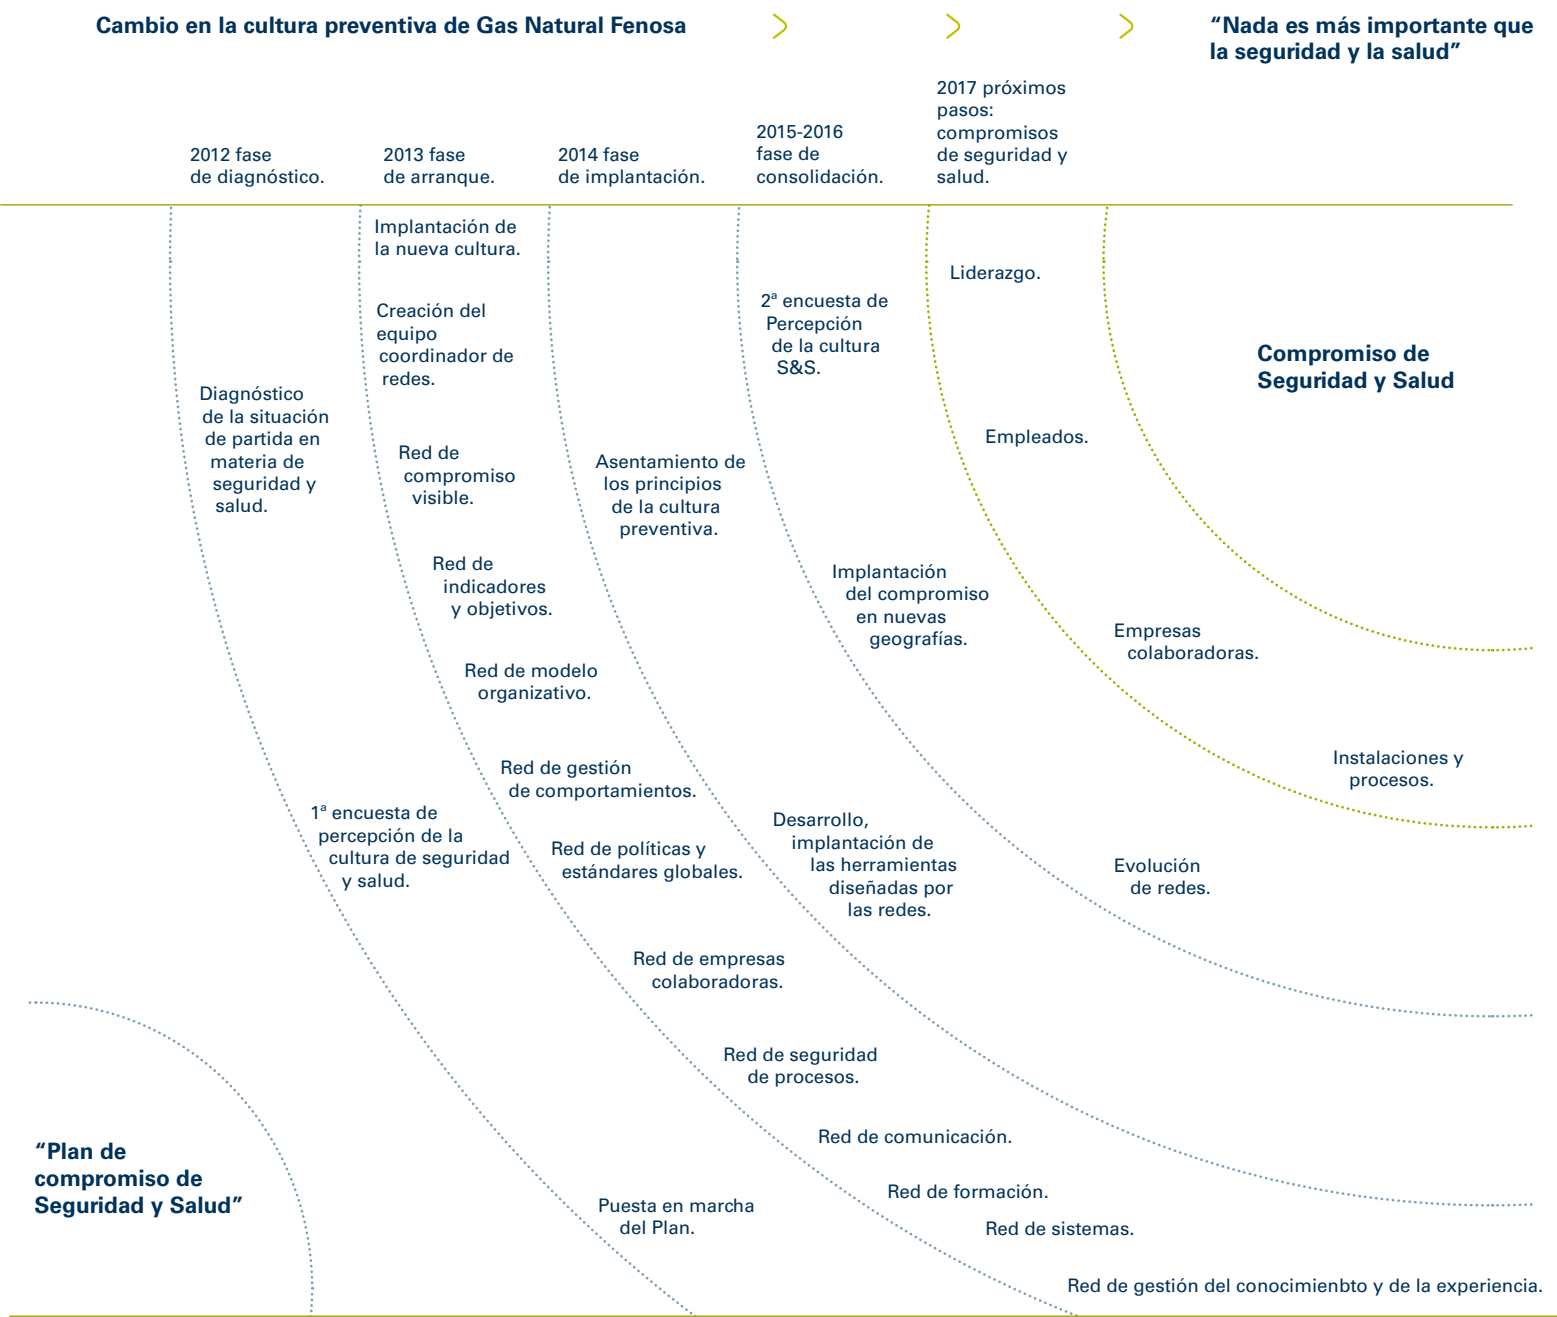 Cambio en la cultura preventiva de Gas Natural Fenosa
“Nada es más importante que
la seguridad y la salud”
2012 fase
de diagnóstico.
2013 fase
de arranque.
2014 fase
de implantación.
2015-2016
fase de
consolidación.
2017 próximos
pasos:
compromisos
de seguridad y
salud.
Diagnóstico
de la situación
de partida en
materia de
seguridad y
salud.
1ª encuesta de
percepción de la
cultura de seguridad
y salud.
Puesta en marcha
del Plan.
Implantación de
la nueva cultura.
Creación del
equipo
coordinador de
redes.
Red de
compromiso
visible.
Red de
indicadores
y objetivos.
Red de modelo
organizativo.
Red de gestión
de comportamientos.
Red de políticas y
estándares globales.
Red de empresas
colaboradoras.
Red de seguridad
de procesos.
Red de comunicación.
Red de formación.
Red de sistemas.
Red de gestión del conocimienbto y de la experiencia.
Asentamiento de
los principios
de la cultura
preventiva.
Desarrollo,
implantación de
las herramientas
diseñadas por
las redes.
2ª encuesta de
Percepción
de la cultura
S&S.
Implantación
del compromiso
en nuevas
geografías.
Evolución
de redes.
Liderazgo.
Empleados.
Empresas
colaboradoras.
Instalaciones y
procesos.
Compromiso de
Seguridad y Salud
“Plan de
compromiso de
Seguridad y Salud”